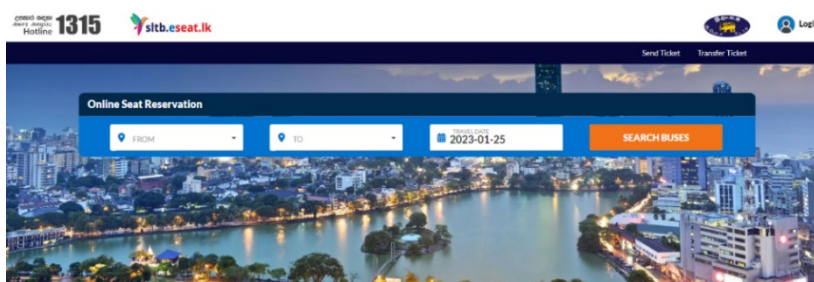 Hotline 1315
sltb.eseat.lk
Logi
Send Ticket Transfer Ticket
Online Seat Reservation
FROM
TO
TRAVEL DATE
2023-01-25
SEARCH BUSES